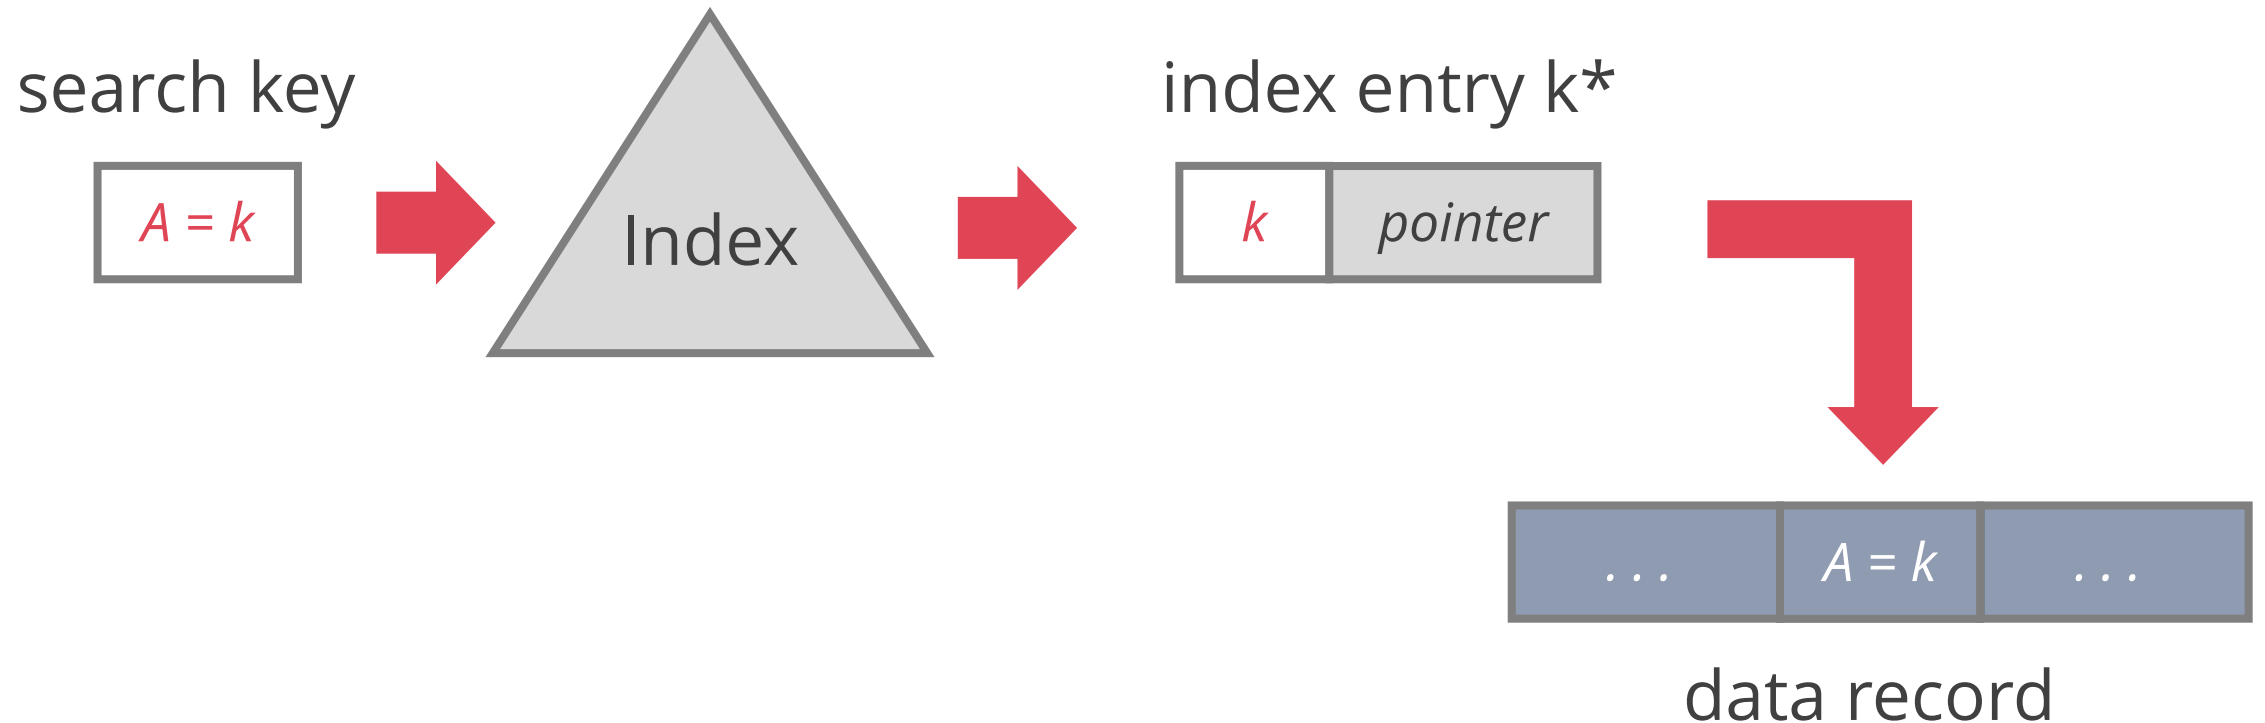 search key
A = k
Index
index entry k*
k
pointer
. . .
A = k
. . .
data record